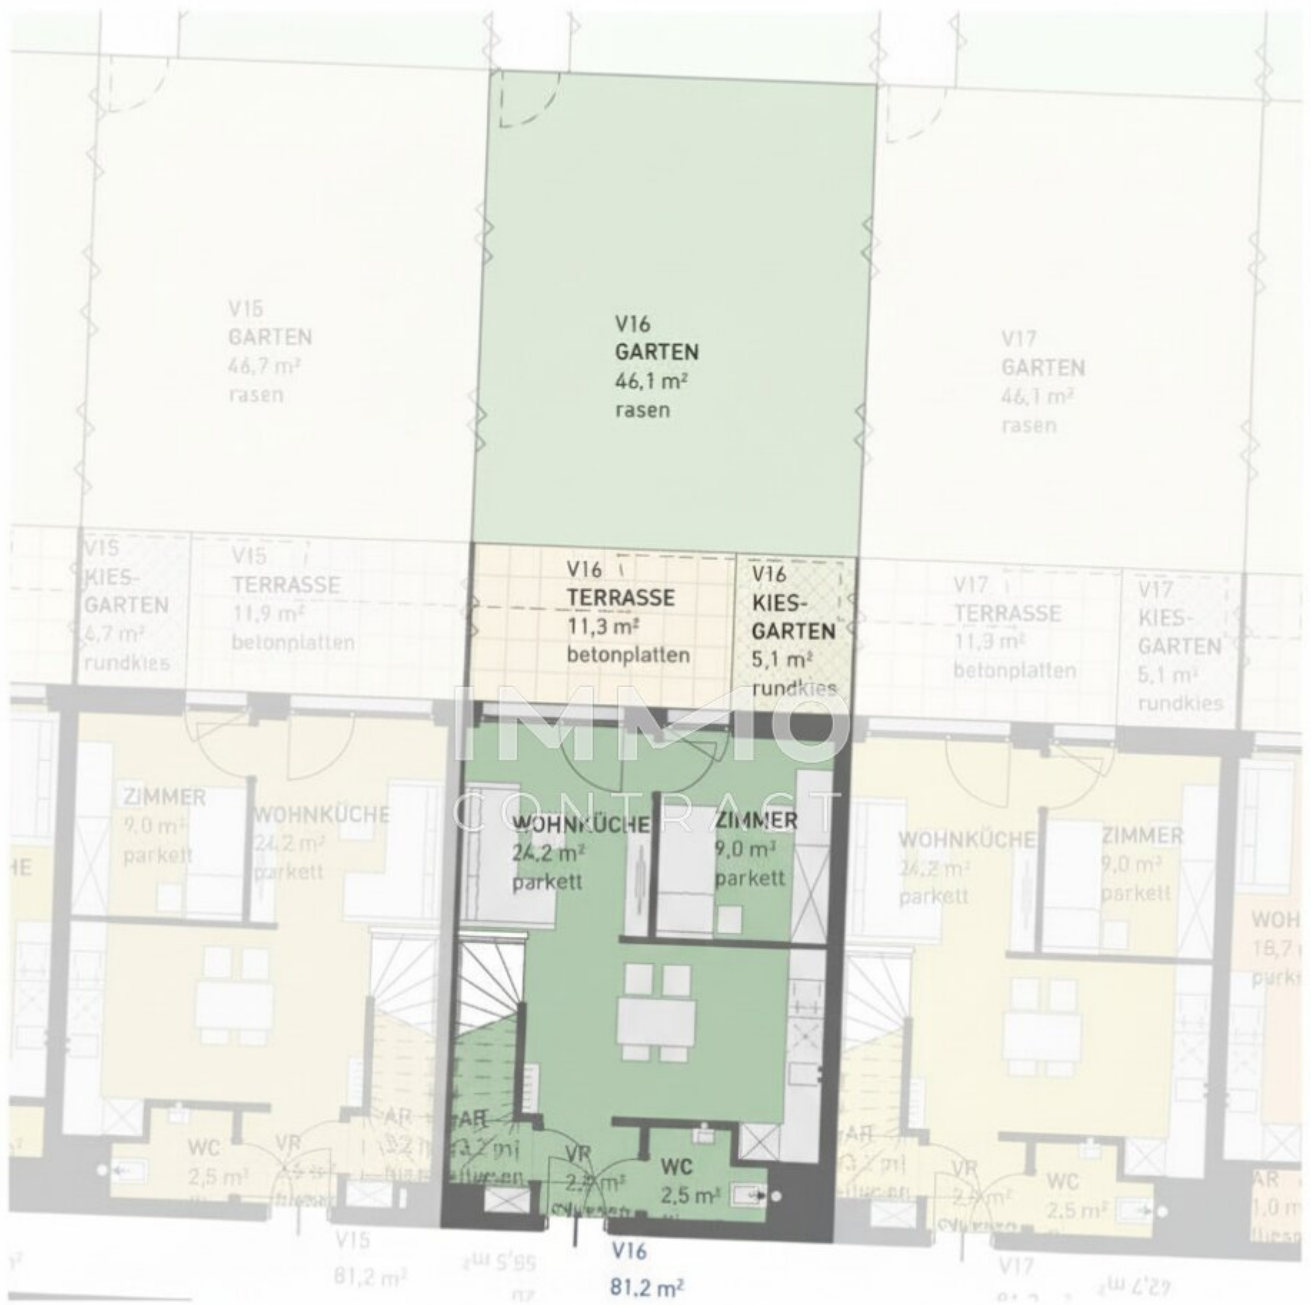 V15
GARTEN
46,7 m²
rasen
V16
GARTEN
46,1 m²
rasen
V17
GARTEN
46,1 m²
rasen
V15
KIES-
GARTEN
4,7 m²
rundkies
V15
TERRASSE
11,9 m²
betonplatten
V16
TERRASSE
11,3 m²
betonplatten
V16
KIES-
GARTEN
5,1 m²
rundkies
V17
TERRASSE
11,3 m²
betonplatten
V17
KIES-
GARTEN
5,1 m²
rundkies
IMMO
CONTRACT
ZIMMER
9,0 m²
parkett
WOHNKÜCHE
24,2 m²
parkett
WOHNKÜCHE
24,2 m²
parkett
ZIMMER
9,0 m²
parkett
WOHNKÜCHE
24,2 m²
parkett
ZIMMER
9,0 m²
parkett
HE
WOH
18,7
parke
WC
2,5 m²
VR
AR
AR
VR
WC
2,5 m²
AR
VR
WC
2,5 m²
AR
1,0 m
V15
81,2 m²
V16
81,2 m²
V17